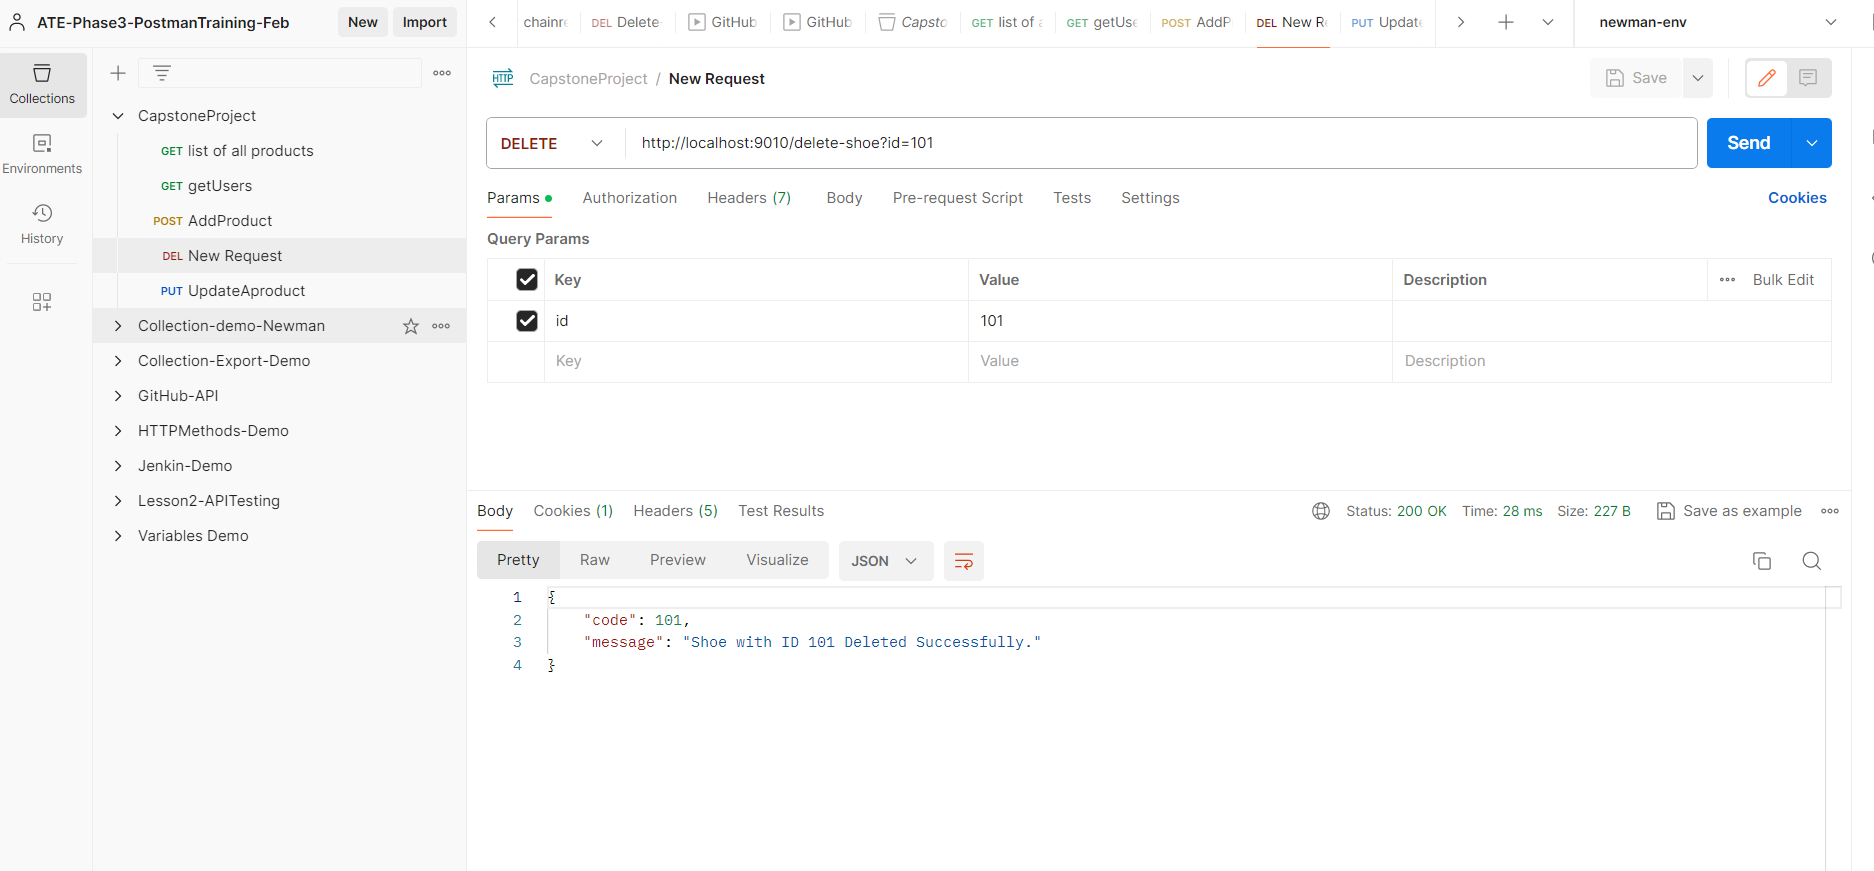 ATE-Phase3-PostmanTraining-Feb
New
Import
DEL Delete
GitHub
GitHub
GET list of
GET
POST
DEL New
PUT
newman-env
Collections
Environments
History
CapstoneProject
GET list of all products
GET getUsers
POST AddProduct
DEL New Request
PUT UpdateAproduct
Collection-demo-Newman
Collection-Export-Demo
GitHub-API
HTTPMethods-Demo
Jenkin-Demo
Lesson2-APITesting
Variables Demo
HTTP CapstoneProject / New Request
Save
DELETE http://localhost:9010/delete-shoe?id=101
Send
Params Authorization Headers (7) Body Pre-request Script Tests Settings Cookies
Query Params
Key Value Description Bulk Edit
id 101
Key Value Description
Body Cookies (1) Headers (5) Test Results Status: 200 OK Time: 28 ms Size: 227 B Save as example
Pretty Raw Preview Visualize JSON
1 {
2 "code": 101,
3 "message": "Shoe with ID 101 Deleted Successfully."
4 }